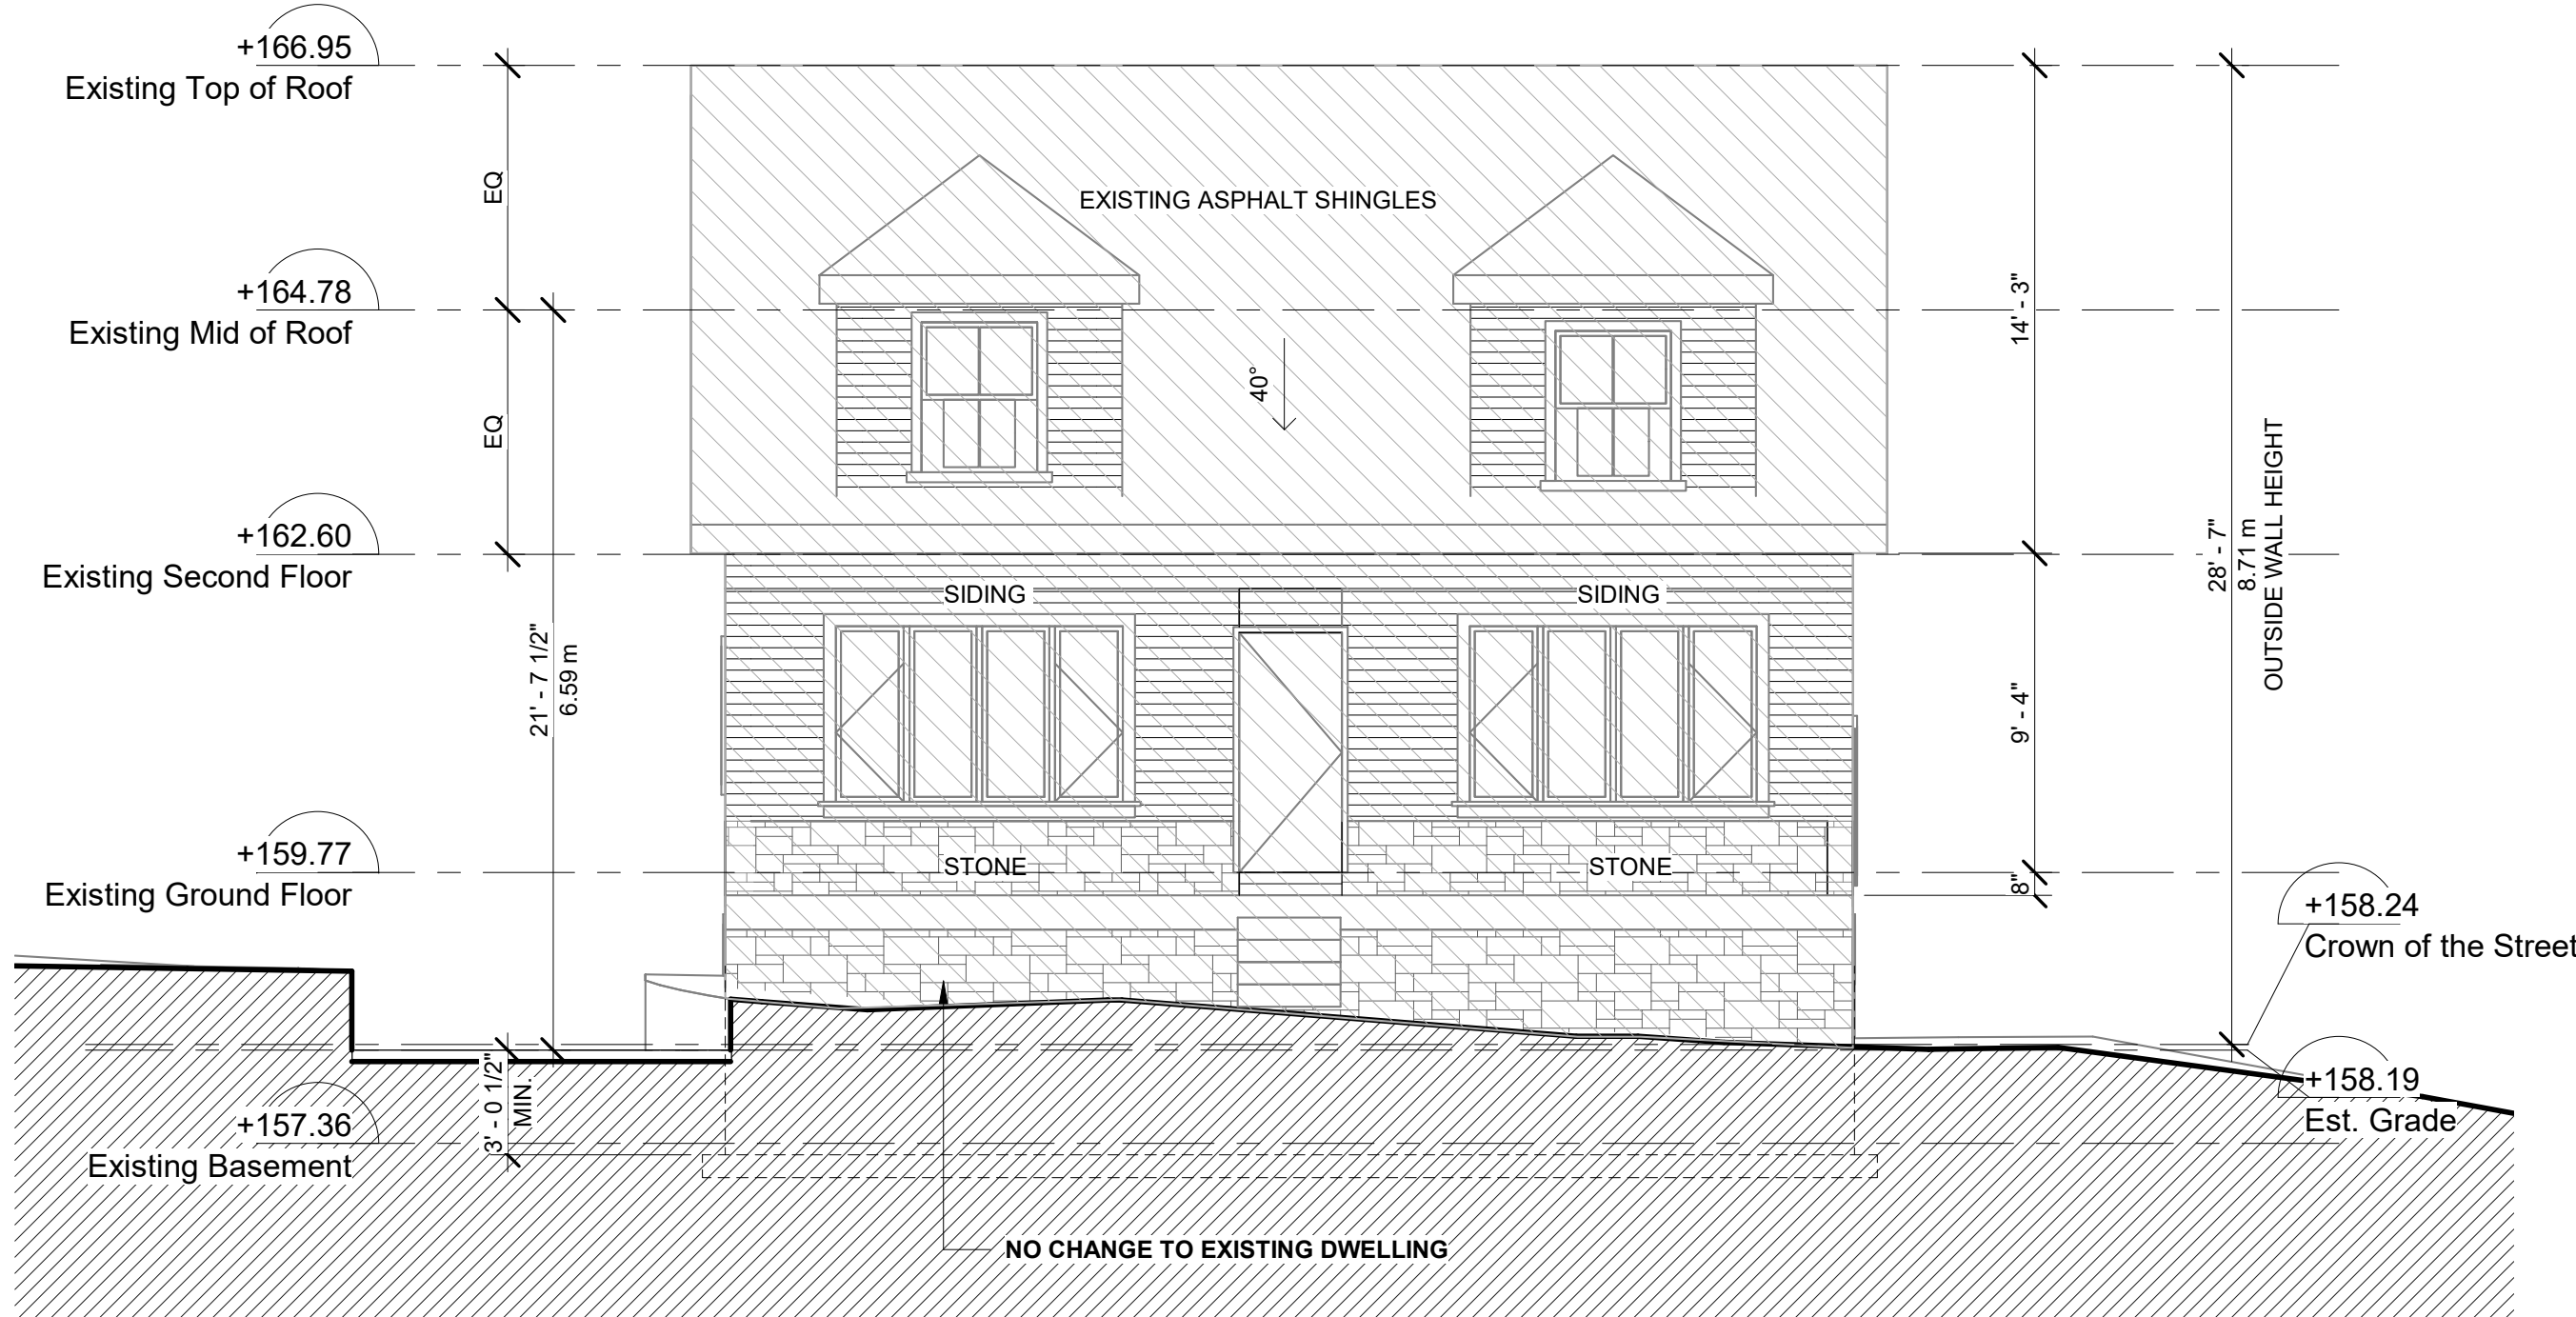 +166.95
Existing Top of Roof
EQ
EXISTING ASPHALT SHINGLES
+164.78
Existing Mid of Roof
14' - 3"
40°
EQ
+162.60
Existing Second Floor
28' - 7"
8.71 m
OUTSIDE WALL HEIGHT
SIDING
SIDING
21' - 7 1/2"
6.59 m
9' - 4"
+159.77
Existing Ground Floor
STONE
STONE
8"
+158.24
Crown of the Street
3' - 0 1/2"
MIN.
+158.19
Est. Grade
+157.36
Existing Basement
NO CHANGE TO EXISTING DWELLING